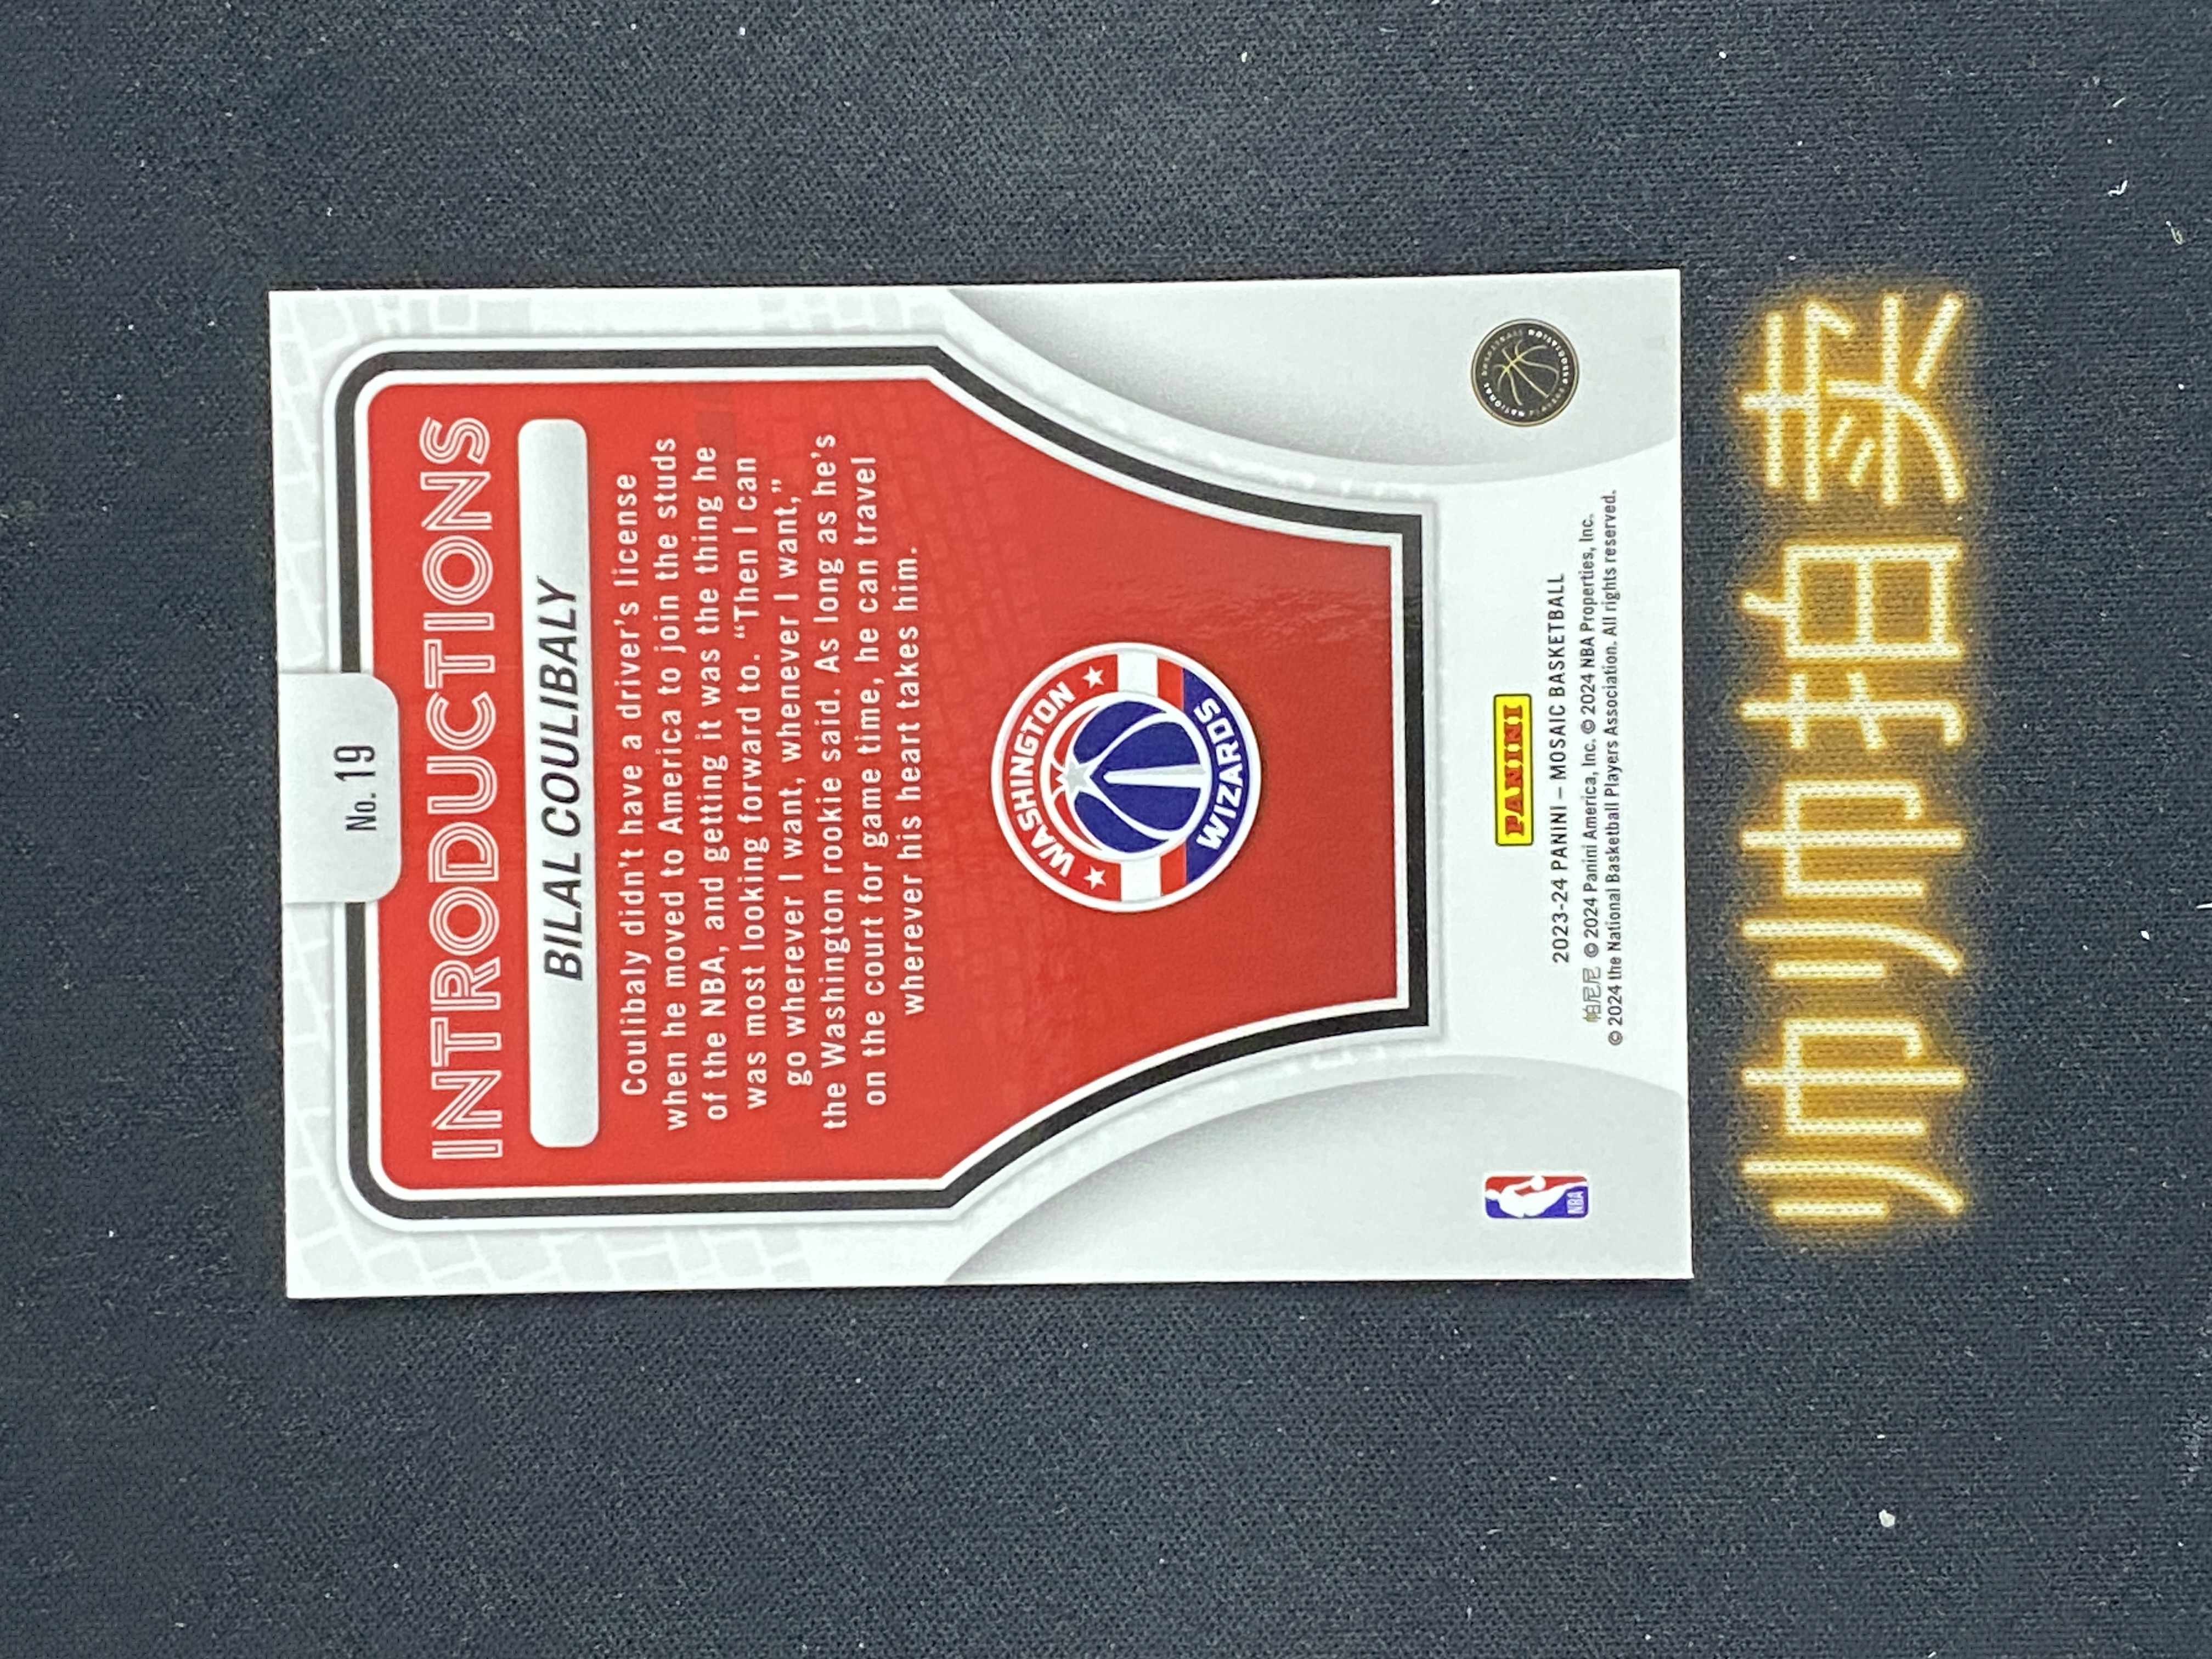 No. 19
INTRODUCTIONS
BILAL COULIBALY
Coulibaly didn't have a driver's license
when he moved to America to join the studs
of the NBA, and getting it was the thing he
was most looking forward to. “Then I can
go wherever I want, whenever I want,”
the Washington rookie said. As long as he's
on the court for game time, he can travel
wherever his heart takes him.
WASHINGTON
WIZARDS
PANINI
2023-24 PANINI – MOSAIC BASKETBALL
帕尼尼 © 2024 Panini America, Inc. © 2024 NBA Properties, Inc.
© 2024 the National Basketball Players Association. All rights reserved.
NBA
帅巾帅巾拍卖